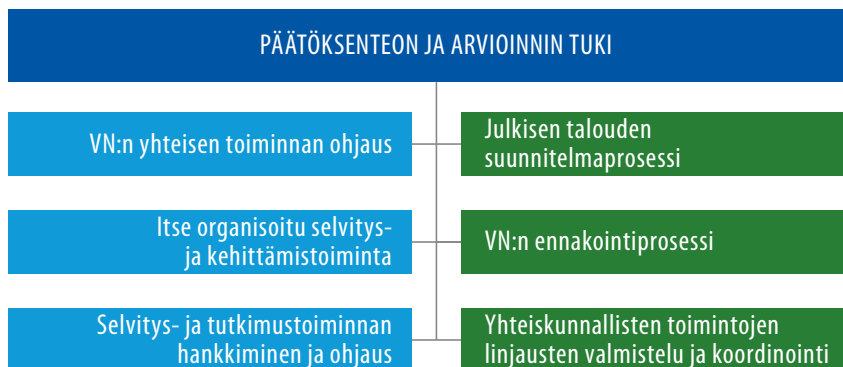 PÄÄTÖKSENTEON JA ARVIOINNIN TUKI
VN:n yhteisen toiminnan ohjaus
Julkisen talouden
suunnitelmaprosessi
Itse organisoitu selvitys-
ja kehittämistoiminta
VN:n ennakointiprosessi
Selvitys- ja tutkimustoiminnan
hankkiminen ja ohjaus
Yhteiskunnallisten toimintojen
linjausten valmistelu ja koordinointi